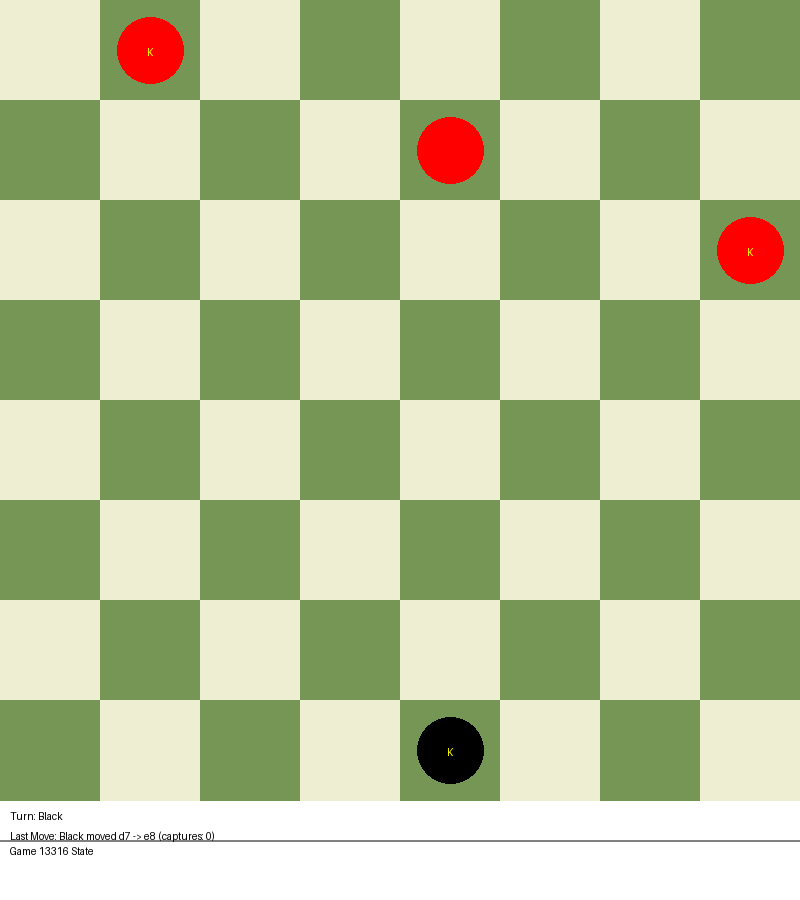 K
K
K
Turn: Black
Last Move: Black moved d7 -> e8 (captures: 0)
Game 13316 State